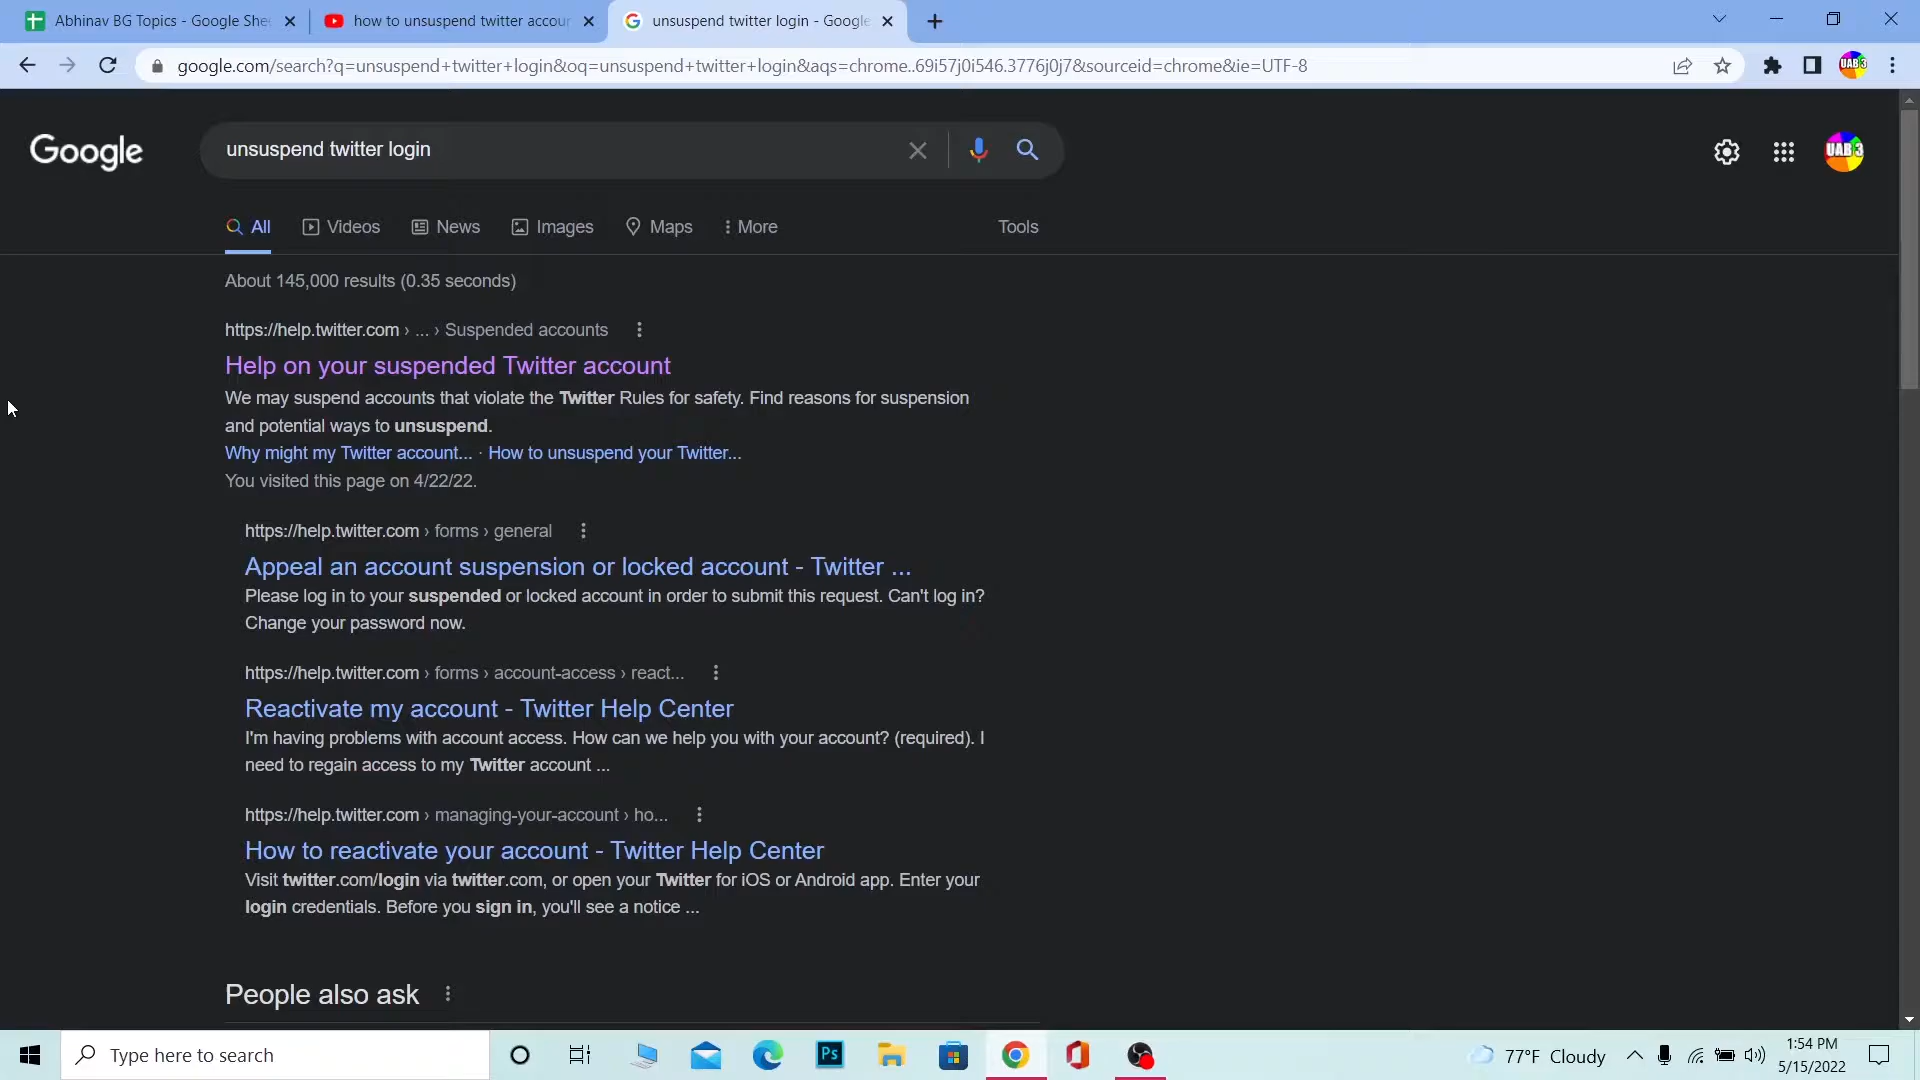 Abhinav BG Topics - Google She
how to unsuspend twitter accour
unsuspend twitter login - Google
google.com/search?q=unsuspend+twitter+login&oq=unsuspend+twitter+login&aqs=chrome..69i57j0i546.3776j0j7&sourceid=chrome&ie=UTF-8
UAB 3
Google
unsuspend twitter login
UAB 3
All
Videos
News
Images
Maps
More
Tools
About 145,000 results (0.35 seconds)
https://help.twitter.com › ... › Suspended accounts
Help on your suspended Twitter account
We may suspend accounts that violate the Twitter Rules for safety. Find reasons for suspension
and potential ways to unsuspend.
Why might my Twitter account... · How to unsuspend your Twitter...
You visited this page on 4/22/22.
https://help.twitter.com › forms › general
Appeal an account suspension or locked account - Twitter ...
Please log in to your suspended or locked account in order to submit this request. Can't log in?
Change your password now.
https://help.twitter.com › forms › account-access › react...
Reactivate my account - Twitter Help Center
I'm having problems with account access. How can we help you with your account? (required). I
need to regain access to my Twitter account ...
https://help.twitter.com › managing-your-account › ho...
How to reactivate your account - Twitter Help Center
Visit twitter.com/login via twitter.com, or open your Twitter for iOS or Android app. Enter your
login credentials. Before you sign in, you'll see a notice ...
People also ask
Type here to search
Ps
77°F Cloudy
1:54 PM
5/15/2022